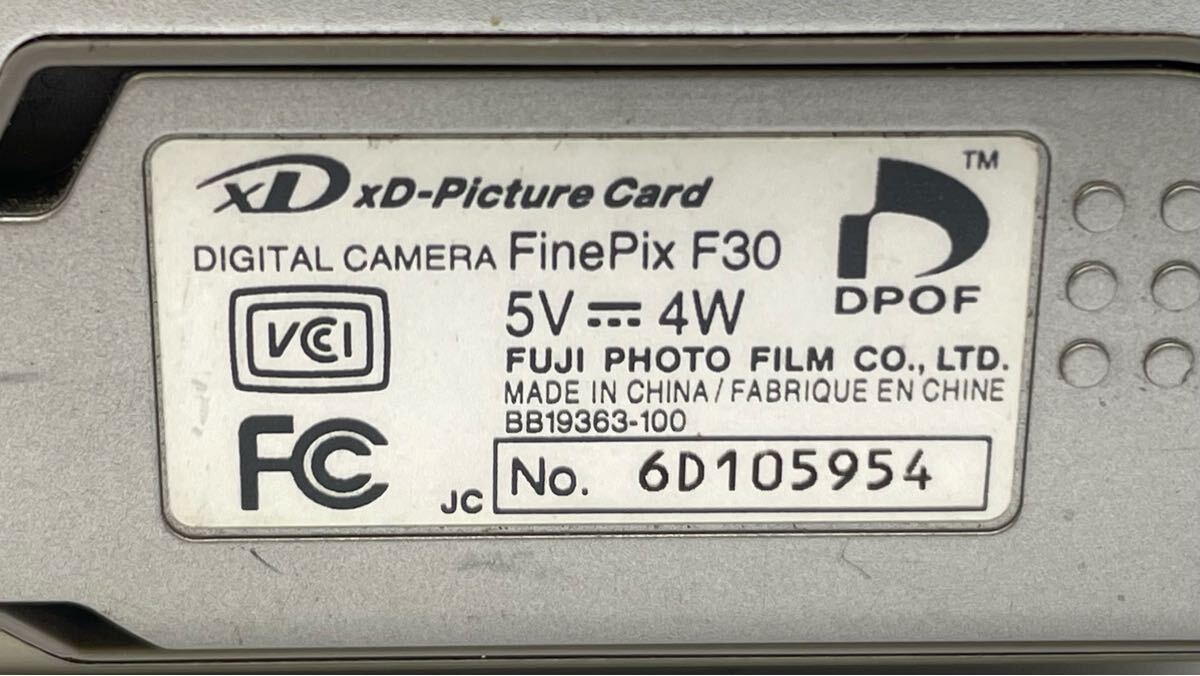 xD xD-Picture Card
TM
DIGITAL CAMERA FinePix F30
DPOF
VCCI
5V 4W
FUJI PHOTO FILM CO., LTD.
MADE IN CHINA / FABRIQUE EN CHINE
BB19363-100
FC
JC No. 6D105954